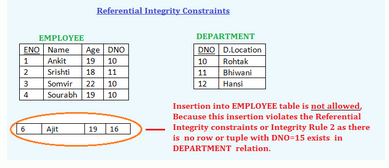 Referential Integrity Constraints
EMPLOYEE
ENO Name Age DNO
1 Ankit 19 10
2 Srishti 18 11
3 Somvir 22 10
4 Sourabh 19 10
DEPARTMENT
DNO D.Location
10 Rohtak
11 Bhiwani
12 Hansi
6 Ajit 19 16
Insertion into EMPLOYEE table is not allowed,
Because this insertion violates the Referential
Integrity constraints or Integrity Rule 2 as there
is no row or tuple with DNO=15 exists in
DEPARTMENT relation.